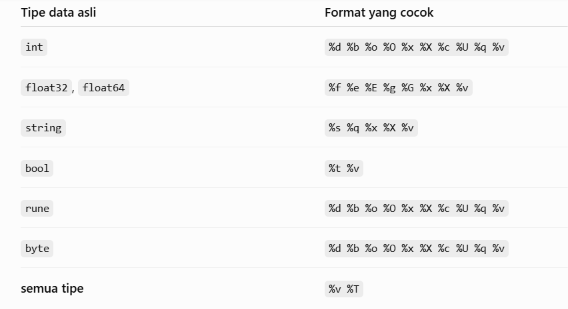 Tipe data asli Format yang cocok
int %d %b %o %O %x %X %c %U %q %v
float32, float64 %f %e %E %g %G %x %X %v
string %s %q %x %X %v
bool %t %v
rune %d %b %o %O %x %X %c %U %q %v
byte %d %b %o %O %x %X %c %U %q %v
semua tipe %v %T